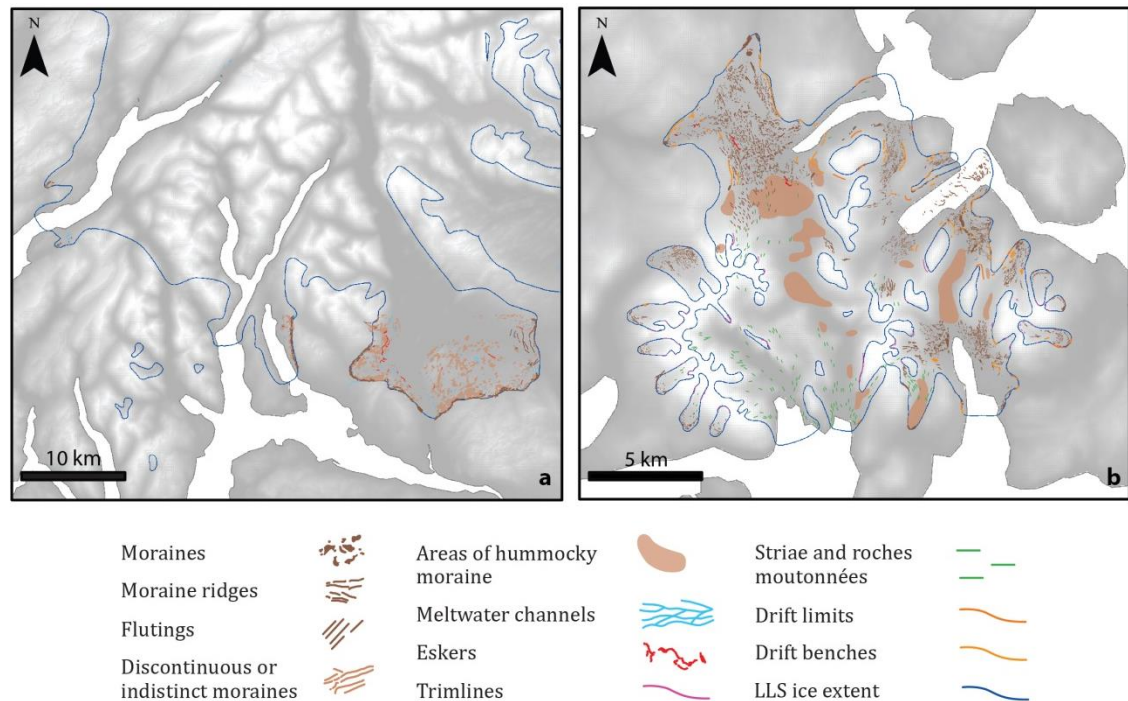 N
10 km
a
N
5 km
b
Moraines
Moraine ridges
Flutings
Discontinuous or
indistinct moraines
Areas of hummocky
moraine
Meltwater channels
Eskers
Trimlines
Striae and roches
moutonnées
Drift limits
Drift benches
LLS ice extent